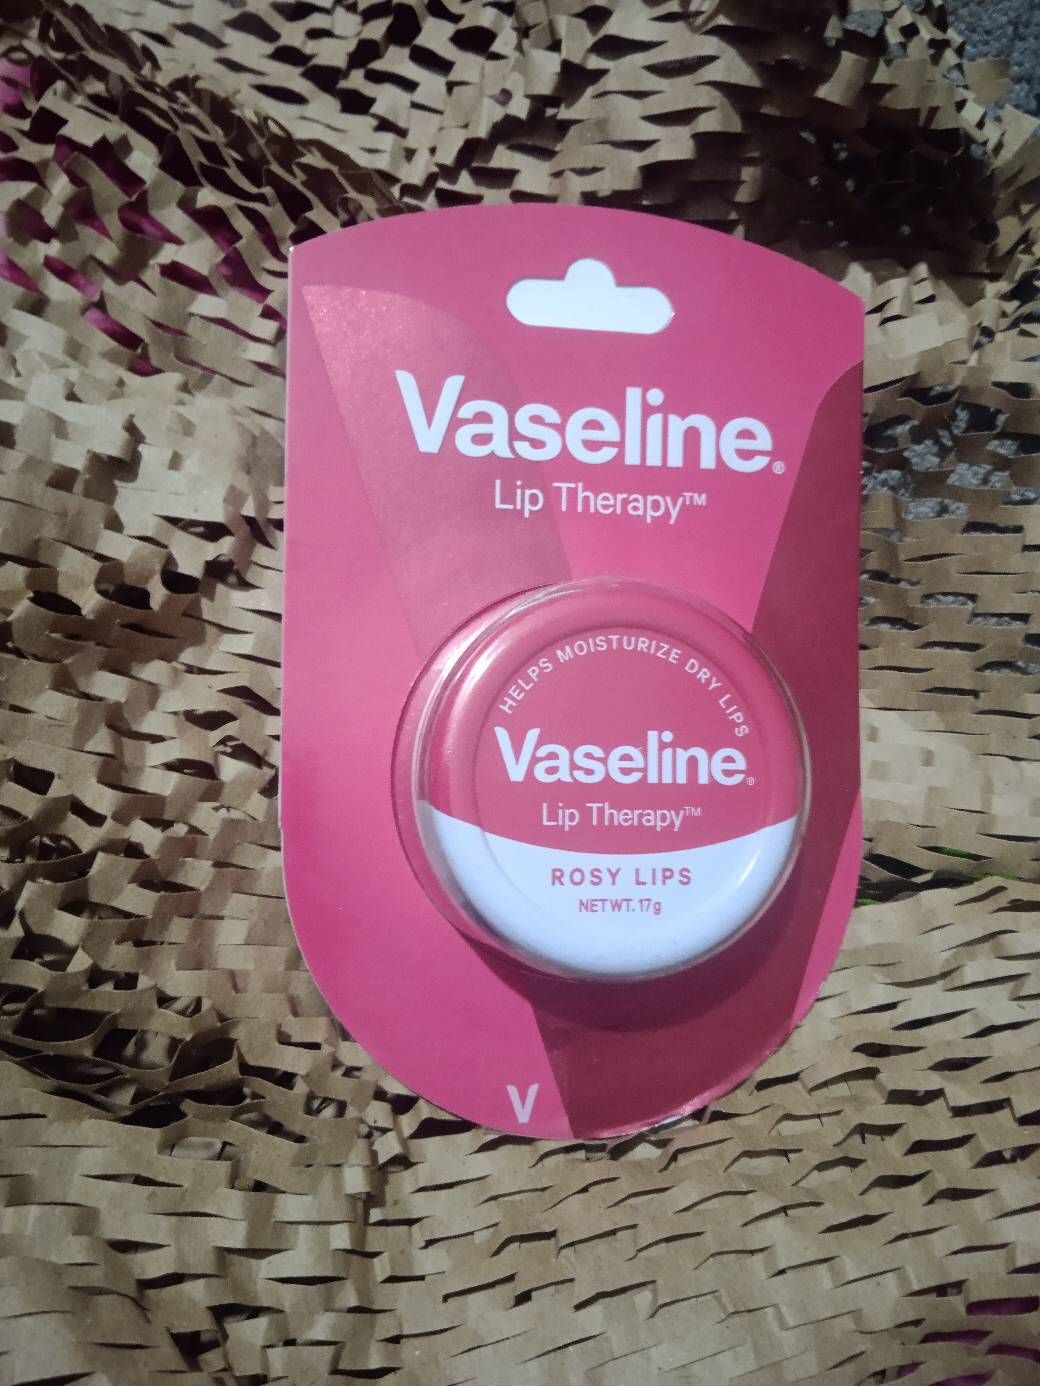 Vaseline®
Lip Therapy™
HELPS MOISTURIZE DRY LIPS
Vaseline®
Lip Therapy™
ROSY LIPS
NET WT. 17g
V